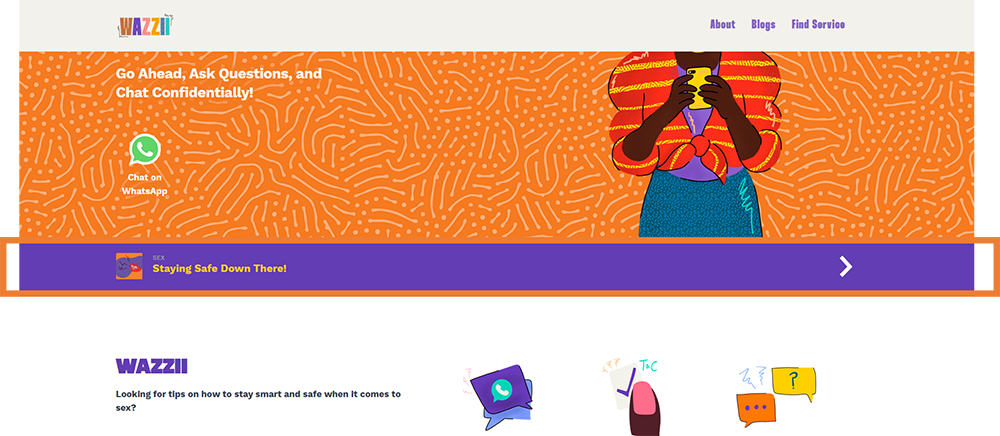 WAZZII
About Blogs Find Service
Go Ahead, Ask Questions, and
Chat Confidentially!
Chat on
WhatsApp
SEX
Staying Safe Down There!
WAZZII
Looking for tips on how to stay smart and safe when it comes to
sex?
T&C
?